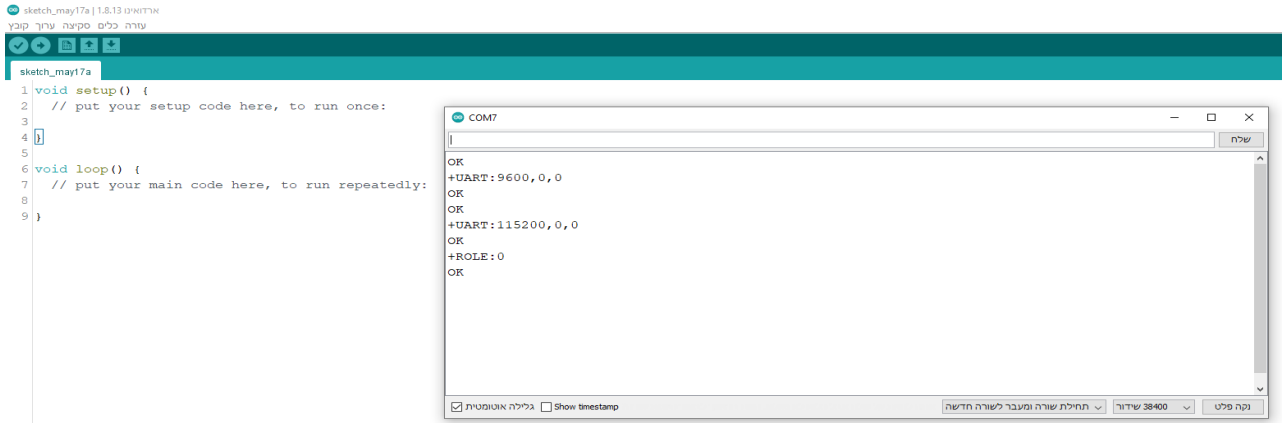 sketch_may17a | 1.8.13 ארדואינו
קובץ ערוך סקיצה כלים עזרה
sketch_may17a
1 void setup() {
2 // put your setup code here, to run once:
3
4 }
5
6 void loop() {
7 // put your main code here, to run repeatedly:
8
9 }
COM7
שלח
OK
+UART:9600,0,0
OK
OK
+UART:115200,0,0
OK
+ROLE:0
OK
גלילה אוטומטית
Show timestamp
תחילת שורה ומעבר לשורה חדשה
38400 שידור
נקה פלט